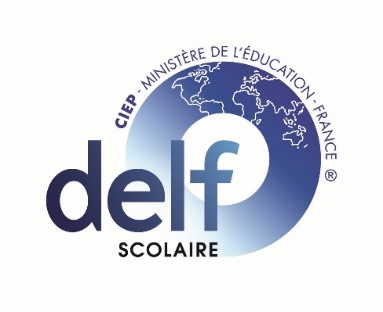 CIEP - MINISTÈRE DE L'ÉDUCATION - FRANCE
®
delf
SCOLAIRE